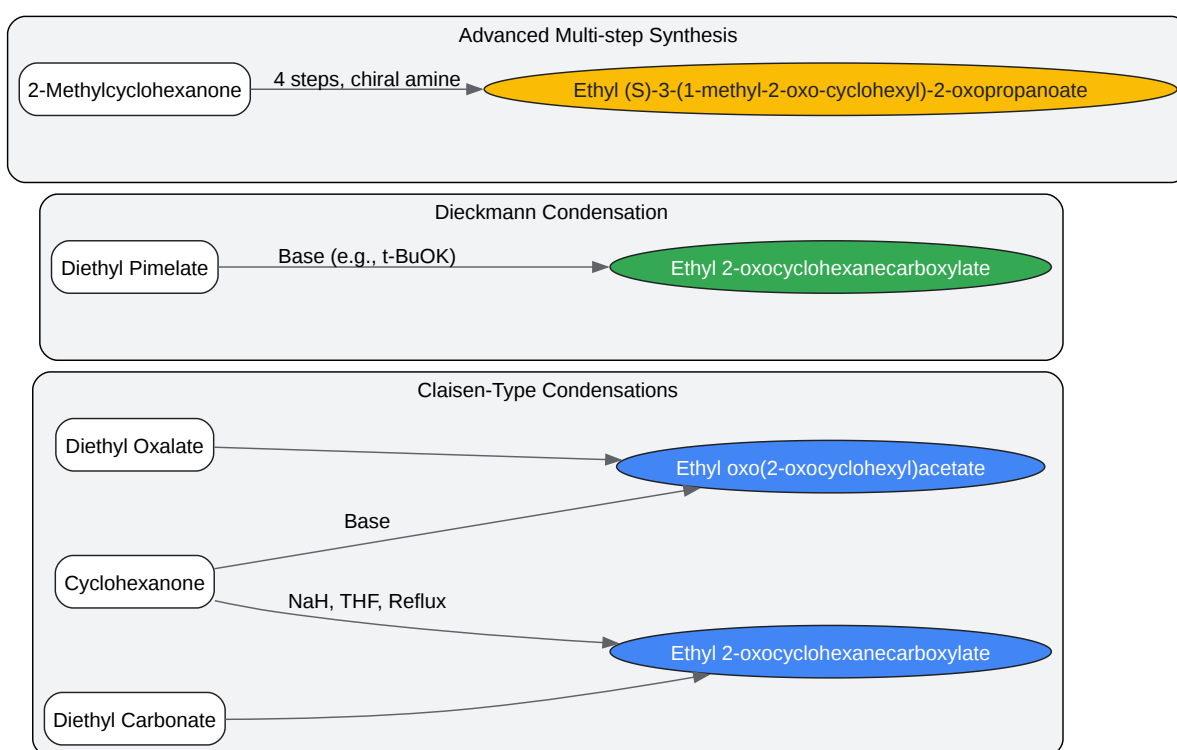 Advanced Multi-step Synthesis
2-Methylcyclohexanone
4 steps, chiral amine
Ethyl (S)-3-(1-methyl-2-oxo-cyclohexyl)-2-oxopropanoate
Dieckmann Condensation
Diethyl Pimelate
Base (e.g., t-BuOK)
Ethyl 2-oxocyclohexanecarboxylate
Claisen-Type Condensations
Diethyl Oxalate
Ethyl oxo(2-oxocyclohexyl)acetate
Base
Cyclohexanone
NaH, THF, Reflux
Ethyl 2-oxocyclohexanecarboxylate
Diethyl Carbonate